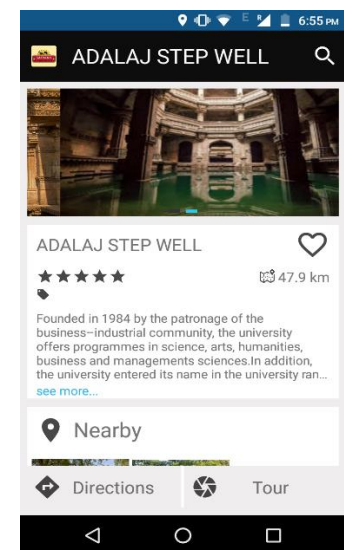 E R 6:55 PM
ADALAJ STEP WELL
ADALAJ STEP WELL
47.9 km
Founded in 1984 by the patronage of the
business–industrial community, the university
offers programmes in science, arts, humanities,
business and managements sciences.In addition,
the university entered its name in the university ran...
see more...
Nearby
Directions Tour